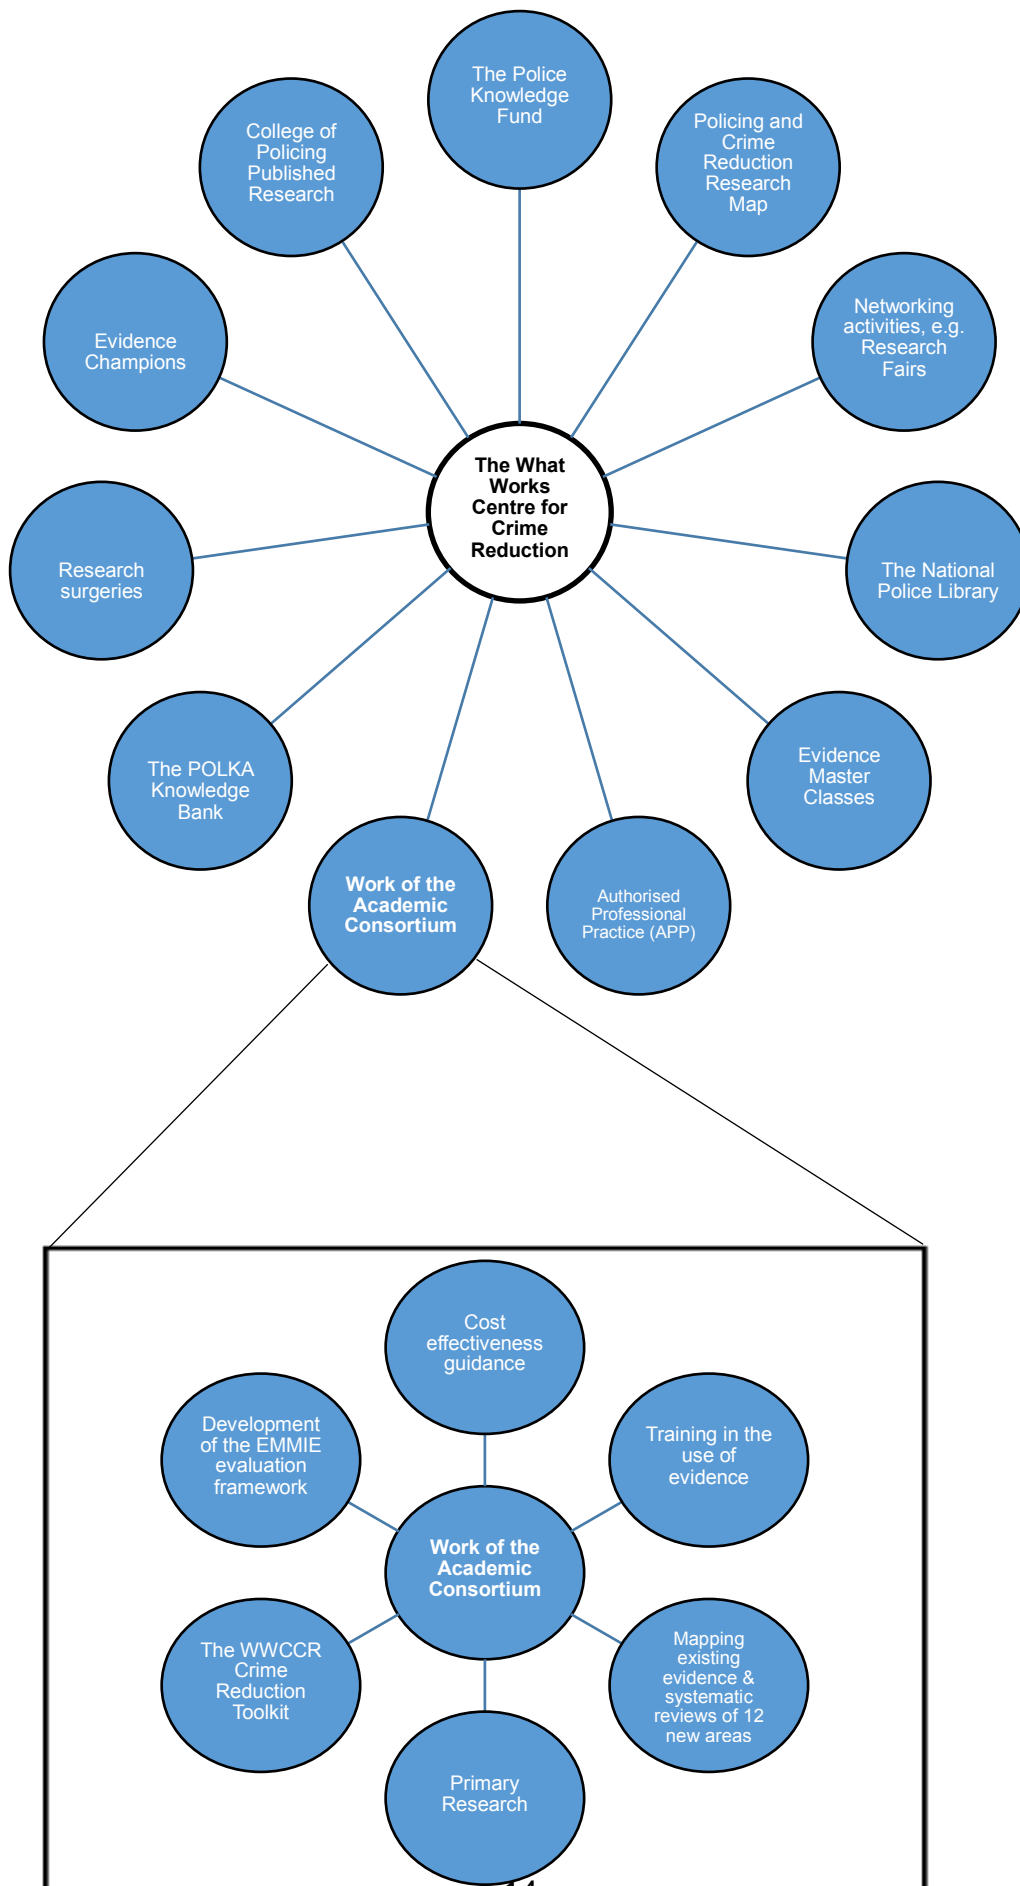 The Police
Knowledge
Fund
College of
Policing
Published
Research
Policing and
Crime
Reduction
Research
Map
Evidence
Champions
Networking
activities, e.g.
Research
Fairs
The What
Works
Centre for
Crime
Reduction
Research
surgeries
The National
Police Library
The POLKA
Knowledge
Bank
Evidence
Master
Classes
Work of the
Academic
Consortium
Authorised
Professional
Practice (APP)
Cost
effectiveness
guidance
Development
of the EMMIE
evaluation
framework
Training in the
use of
evidence
Work of the
Academic
Consortium
The WWCCR
Crime
Reduction
Toolkit
Mapping
existing
evidence &
systematic
reviews of 12
new areas
Primary
Research